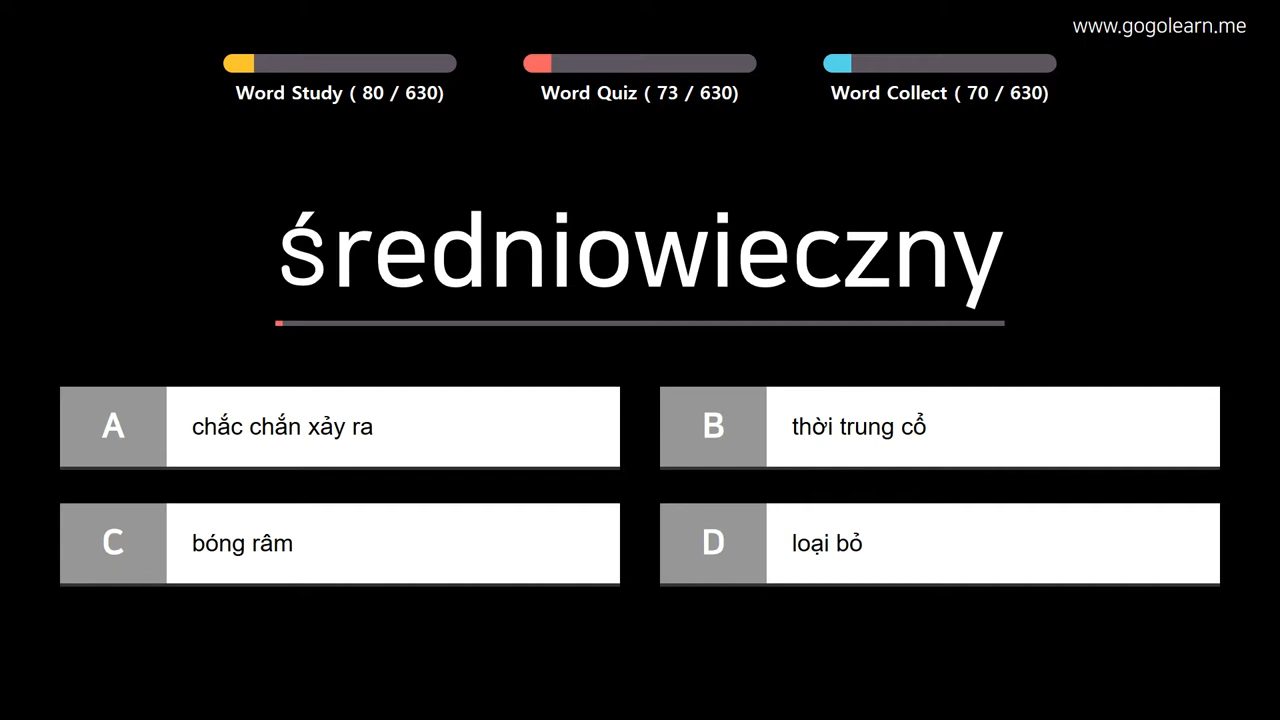 www.gogolearn.me
Word Study ( 80 / 630)
Word Quiz ( 73 / 630)
Word Collect ( 70 / 630)
średniowieczny
A chắc chắn xảy ra
B thời trung cổ
C bóng râm
D loại bỏ